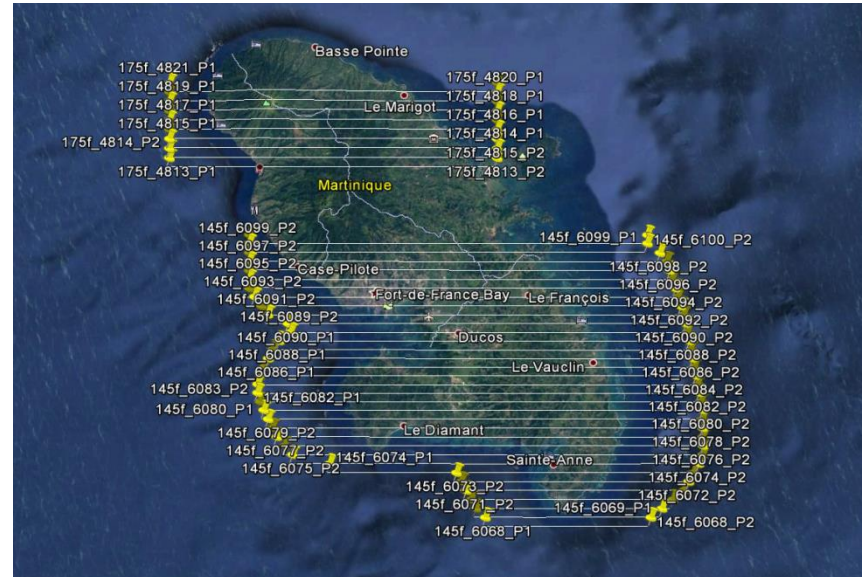 Basse Pointe
175f_4821_P1
175f_4820_P1
175f_4819_P1
175f_4818_P1
Le Marigot
175f_4817_P1
175f_4816_P1
175f_4815_P1
175f_4814_P1
175f_4814_P2
175f_4815_P2
175f_4813_P1
175f_4813_P2
Martinique
145f_6099_P2
145f_6099_P1
145f_6100_P2
145f_6097_P2
145f_6095_P2
Case-Pilote
145f_6098_P2
145f_6093_P2
145f_6096_P2
145f_6091_P2
Fort-de-France Bay
Le François
145f_6094_P2
145f_6089_P2
145f_6092_P2
145f_6090_P1
Ducos
145f_6090_P2
145f_6088_P1
145f_6088_P2
Le Vauclin
145f_6086_P1
145f_6086_P2
145f_6083_P2
145f_6084_P2
145f_6082_P1
145f_6080_P1
145f_6082_P2
145f_6080_P2
145f_6079_P2
Le Diamant
145f_6078_P2
145f_6077_P2
145f_6074_P1
Sainte-Anne
145f_6076_P2
145f_6075_P2
145f_6074_P2
145f_6073_P2
145f_6072_P2
145f_6071_P2
145f_6069_P1
145f_6068_P1
145f_6068_P2